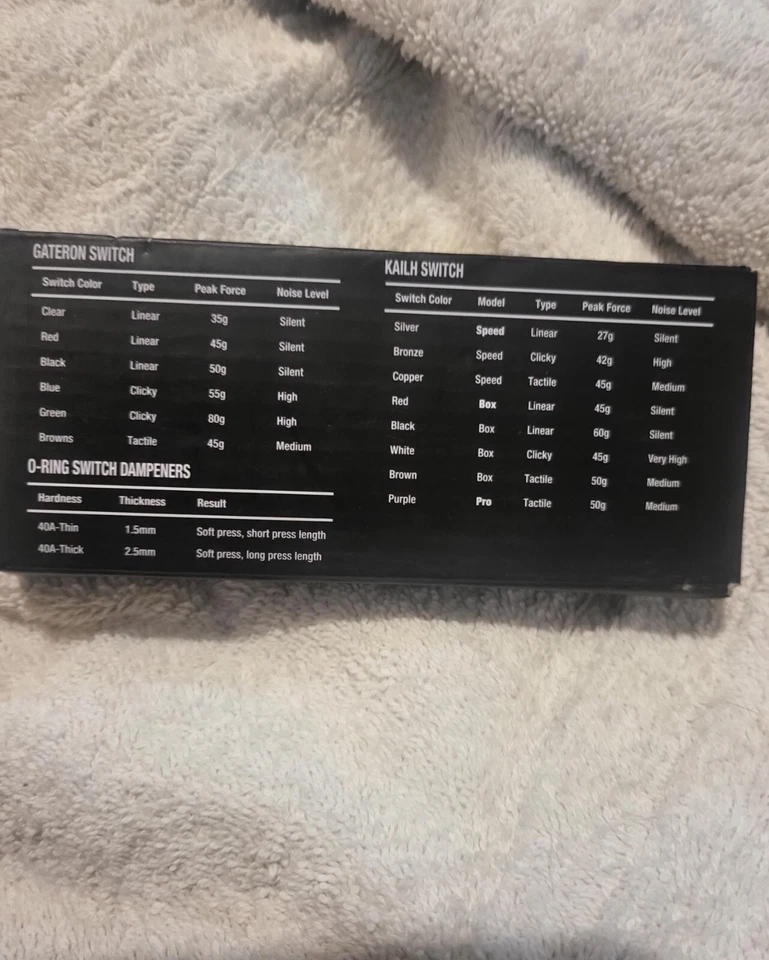 GATERON SWITCH
Switch Color Type Peak Force Noise Level
Clear Linear 35g Silent
Red Linear 45g Silent
Black Linear 50g Silent
Blue Clicky 55g High
Green Clicky 80g High
Browns Tactile 45g Medium
O-RING SWITCH DAMPENERS
Hardness Thickness Result
40A-Thin 1.5mm Soft press, short press length
40A-Thick 2.5mm Soft press, long press length
KAILH SWITCH
Switch Color Model Type Peak Force Noise Level
Silver Speed Linear 27g Silent
Bronze Speed Clicky 42g High
Copper Speed Tactile 45g Medium
Red Box Linear 45g Silent
Black Box Linear 60g Silent
White Box Clicky 45g Very High
Brown Box Tactile 50g Medium
Purple Pro Tactile 50g Medium